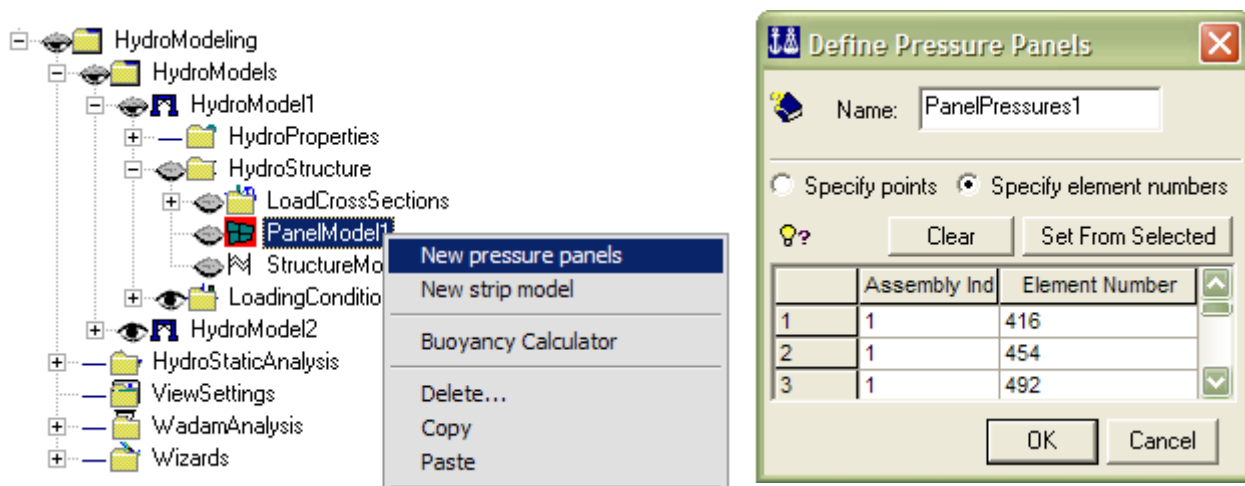 HydroModeling
HydroModels
HydroModel1
HydroProperties
HydroStructure
LoadCrossSections
PanelModel1
StructureMo
LoadingConditio
HydroModel2
HydroStaticAnalysis
ViewSettings
WadamAnalysis
Wizards
New pressure panels
New strip model
Buoyancy Calculator
Delete...
Copy
Paste
Define Pressure Panels
Name: PanelPressures1
Specify points Specify element numbers
Clear Set From Selected
Assembly Ind Element Number
1 1 416
2 1 454
3 1 492
OK Cancel